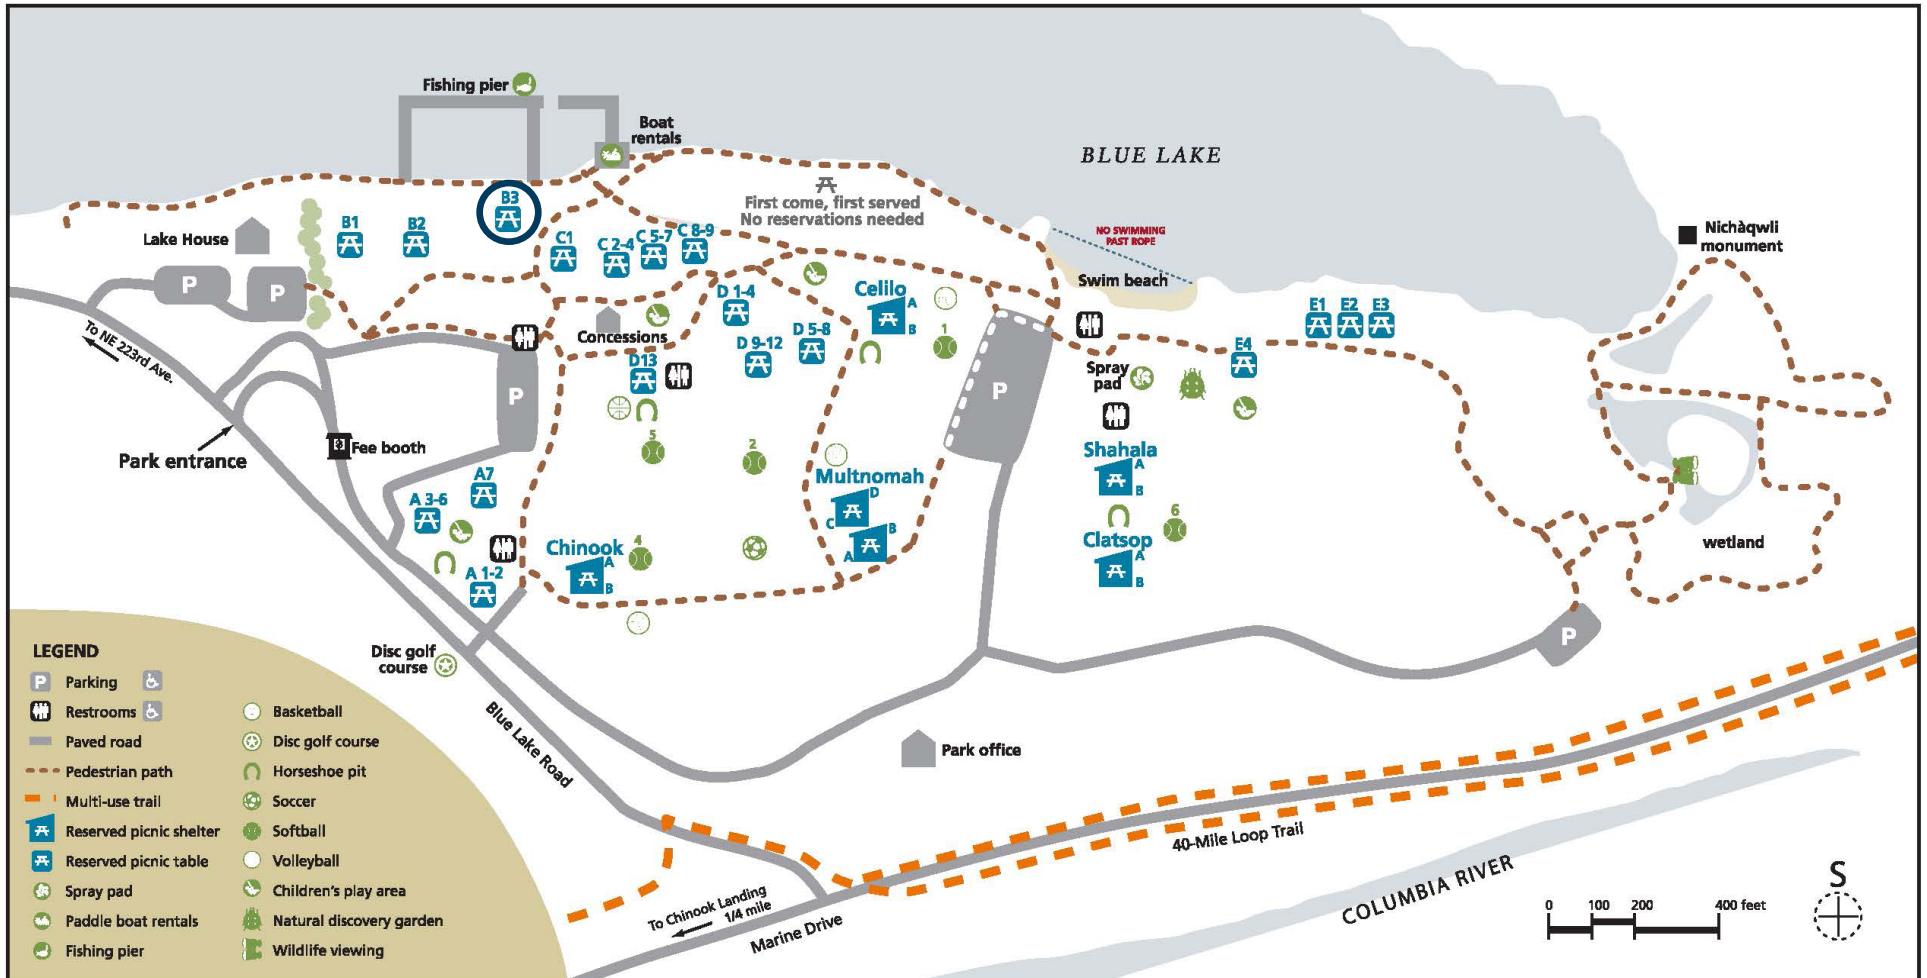 Fishing pier
Boat
rentals
BLUE LAKE
B3
First come, first served
No reservations needed
B1
B2
C1
C 2-4
C 5-7
C 8-9
Lake House
NO SWIMMING
PAST ROPE
Swim beach
Nichàqwli
monument
P
P
To NE 223rd Ave.
Concessions
D 1-4
D 5-8
D 9-12
D13
Celilo
A
B
1
E1
E2
E3
E4
Spray
pad
P
P
Park entrance
Fee booth
5
2
A7
A 3-6
A 1-2
Multnomah
D
C
B
A
Shahala
A
B
6
Clatsop
A
B
Chinook
A
B
4
wetland
P
Disc golf
course
Blue Lake Road
Park office
40-Mile Loop Trail
COLUMBIA RIVER
To Chinook Landing
1/4 mile
Marine Drive
0 100 200 400 feet
S
LEGEND
P Parking
Restrooms
Paved road
Pedestrian path
Multi-use trail
Reserved picnic shelter
Reserved picnic table
Spray pad
Paddle boat rentals
Fishing pier
Basketball
Disc golf course
Horseshoe pit
Soccer
Softball
Volleyball
Children's play area
Natural discovery garden
Wildlife viewing